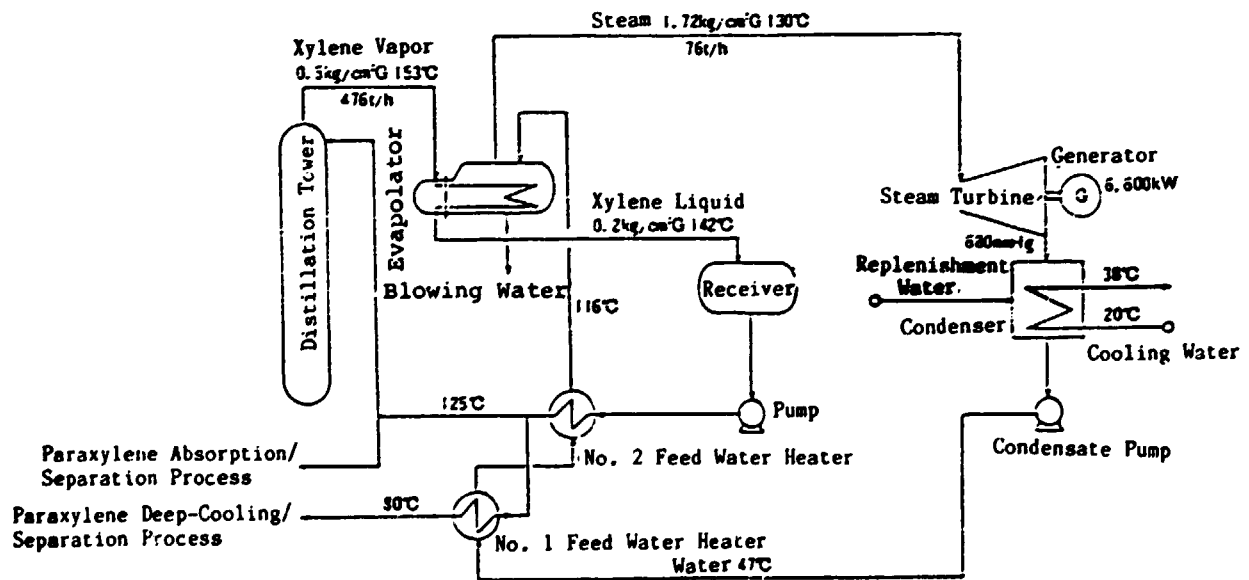 Steam 1.72kg/cm²G 130℃
76t/h
Xylene Vapor
0.5kg/cm²G 153℃
476t/h
Distillation Tower
Evapolator
Generator
6,600kW
Steam Turbine
G
Xylene Liquid
0.2kg/cm²G 142℃
Blowing Water
116℃
Receiver
Replenishment
Water
38℃
20℃
Condenser
Cooling Water
125℃
Pump
Condensate Pump
Paraxylene Absorption/
Separation Process
No. 2 Feed Water Heater
Paraxylene Deep-Cooling/
Separation Process
No. 1 Feed Water Heater
Water 47℃